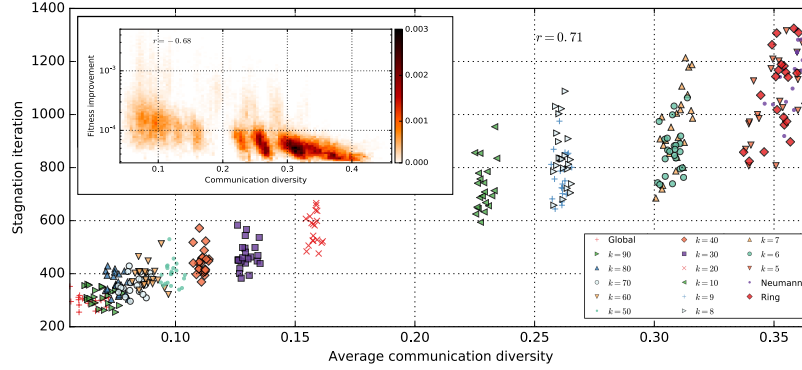 1400
1200
1000
800
600
400
200
Stagnation iteration
0.10
0.15
0.20
0.25
0.30
0.35
Average communication diversity
r = 0.71
r = −0.68
Fitness improvement
10⁻³
10⁻⁴
0.1
0.2
0.3
0.4
Communication diversity
0.003
0.002
0.001
0.000
Global
k = 90
k = 80
k = 70
k = 60
k = 50
k = 40
k = 30
k = 20
k = 10
k = 9
k = 8
k = 7
k = 6
k = 5
Neumann
Ring